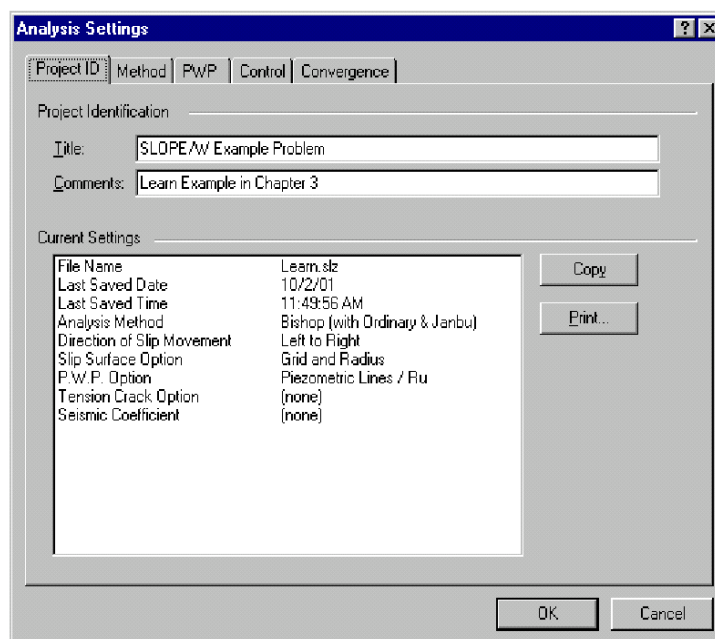 Analysis Settings
Project ID Method PWP Control Convergence
Project Identification
Title: SLOPE/W Example Problem
Comments: Learn Example in Chapter 3
Current Settings
File Name Learn.slz
Last Saved Date 10/2/01
Last Saved Time 11:49:56 AM
Analysis Method Bishop (with Ordinary & Janbu)
Direction of Slip Movement Left to Right
Slip Surface Option Grid and Radius
P.W.P. Option Piezometric Lines / Ru
Tension Crack Option (none)
Seismic Coefficient (none)
Copy
Print...
OK Cancel